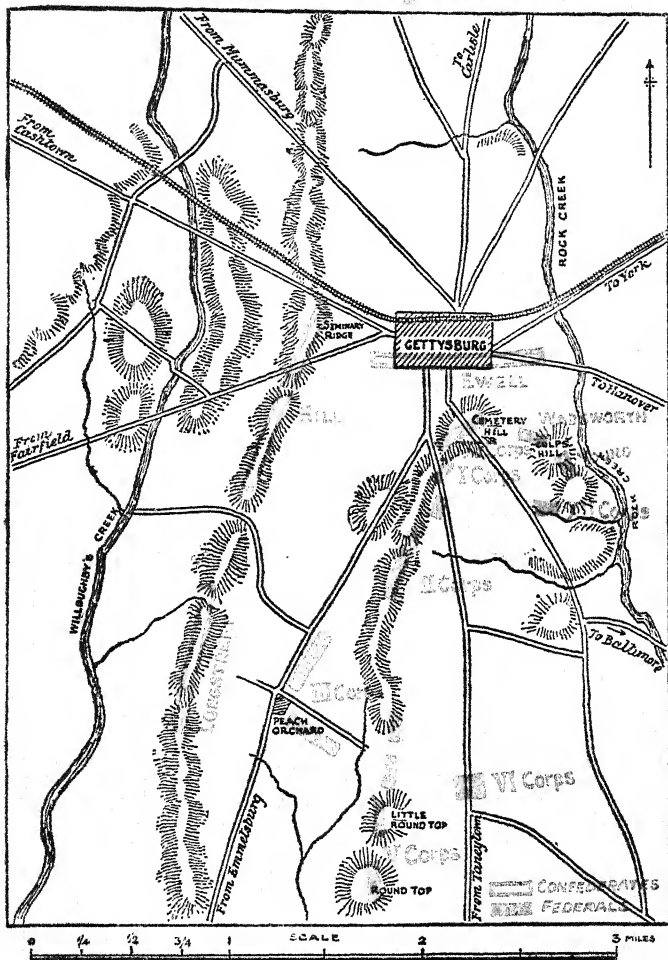 From Mummasburg
To Carlisle
From Cashtown
ROCK CREEK
To York
SEMINARY RIDGE
GETTYSBURG
EWELL
To Hanover
From Fairfield
HILL
CEMETERY HILL
WADSWORTH
CULPS HILL
I Corps
Corps
ROCK CREEK
WILLOUGHBY'S CREEK
II Corps
To Baltimore
LONGSTREET
III Corps
PEACH ORCHARD
VI Corps
LITTLE ROUND TOP
V Corps
ROUND TOP
From Emmetsburg
From Taneytown
CONFEDERATES
FEDERALS
0 1/4 1/2 3/4 1 SCALE 2 3 MILES